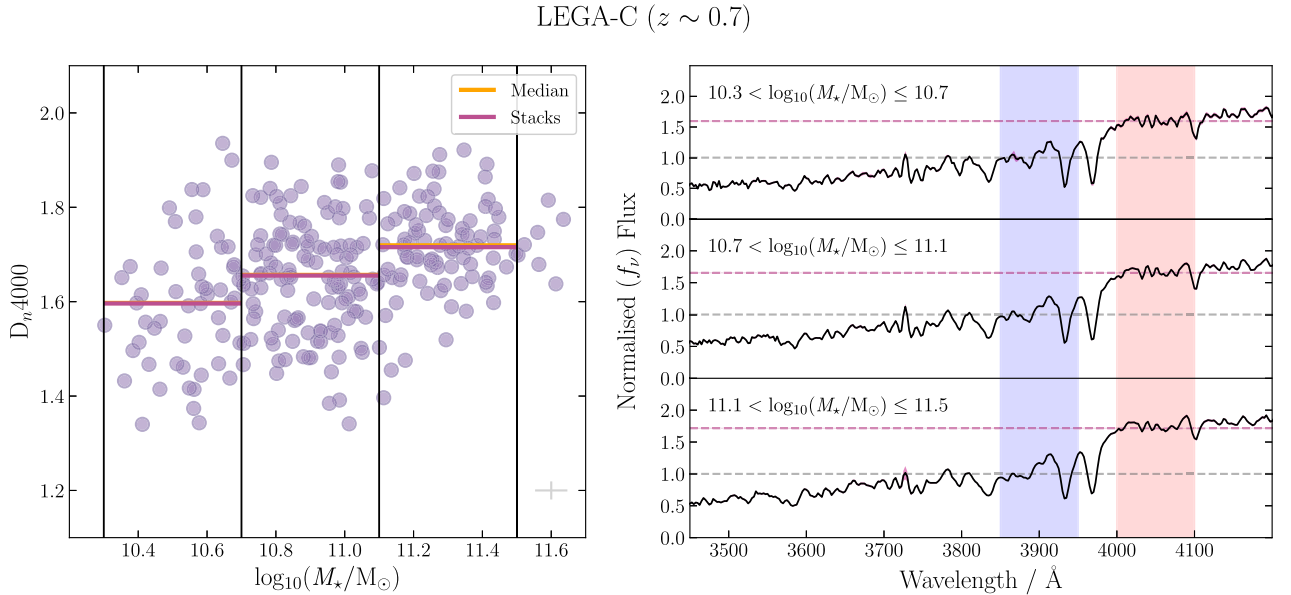 LEGA-C (z ∼ 0.7)
Median
Stacks
2.0
1.8
1.6
1.4
1.2
D_n4000
10.4 10.6 10.8 11.0 11.2 11.4 11.6
log₁₀(M⋆/M⊙)
10.3 < log₁₀(M⋆/M⊙) ≤ 10.7
2.0
1.5
1.0
0.5
0.0
10.7 < log₁₀(M⋆/M⊙) ≤ 11.1
2.0
1.5
1.0
0.5
0.0
11.1 < log₁₀(M⋆/M⊙) ≤ 11.5
2.0
1.5
1.0
0.5
0.0
Normalised (f_ν) Flux
3500 3600 3700 3800 3900 4000 4100
Wavelength / Å